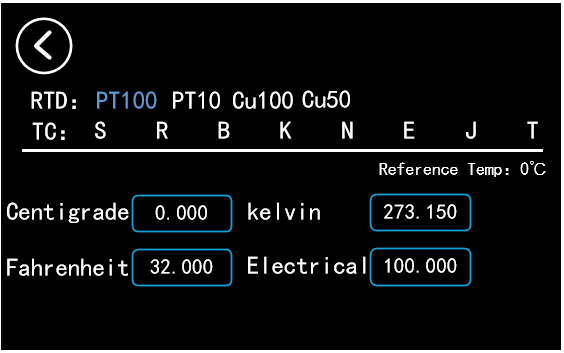 RTD: PT100 PT10 Cu100 Cu50
TC: S R B K N E J T
Reference Temp: 0℃
Centigrade 0.000 kelvin 273.150
Fahrenheit 32.000 Electrical 100.000